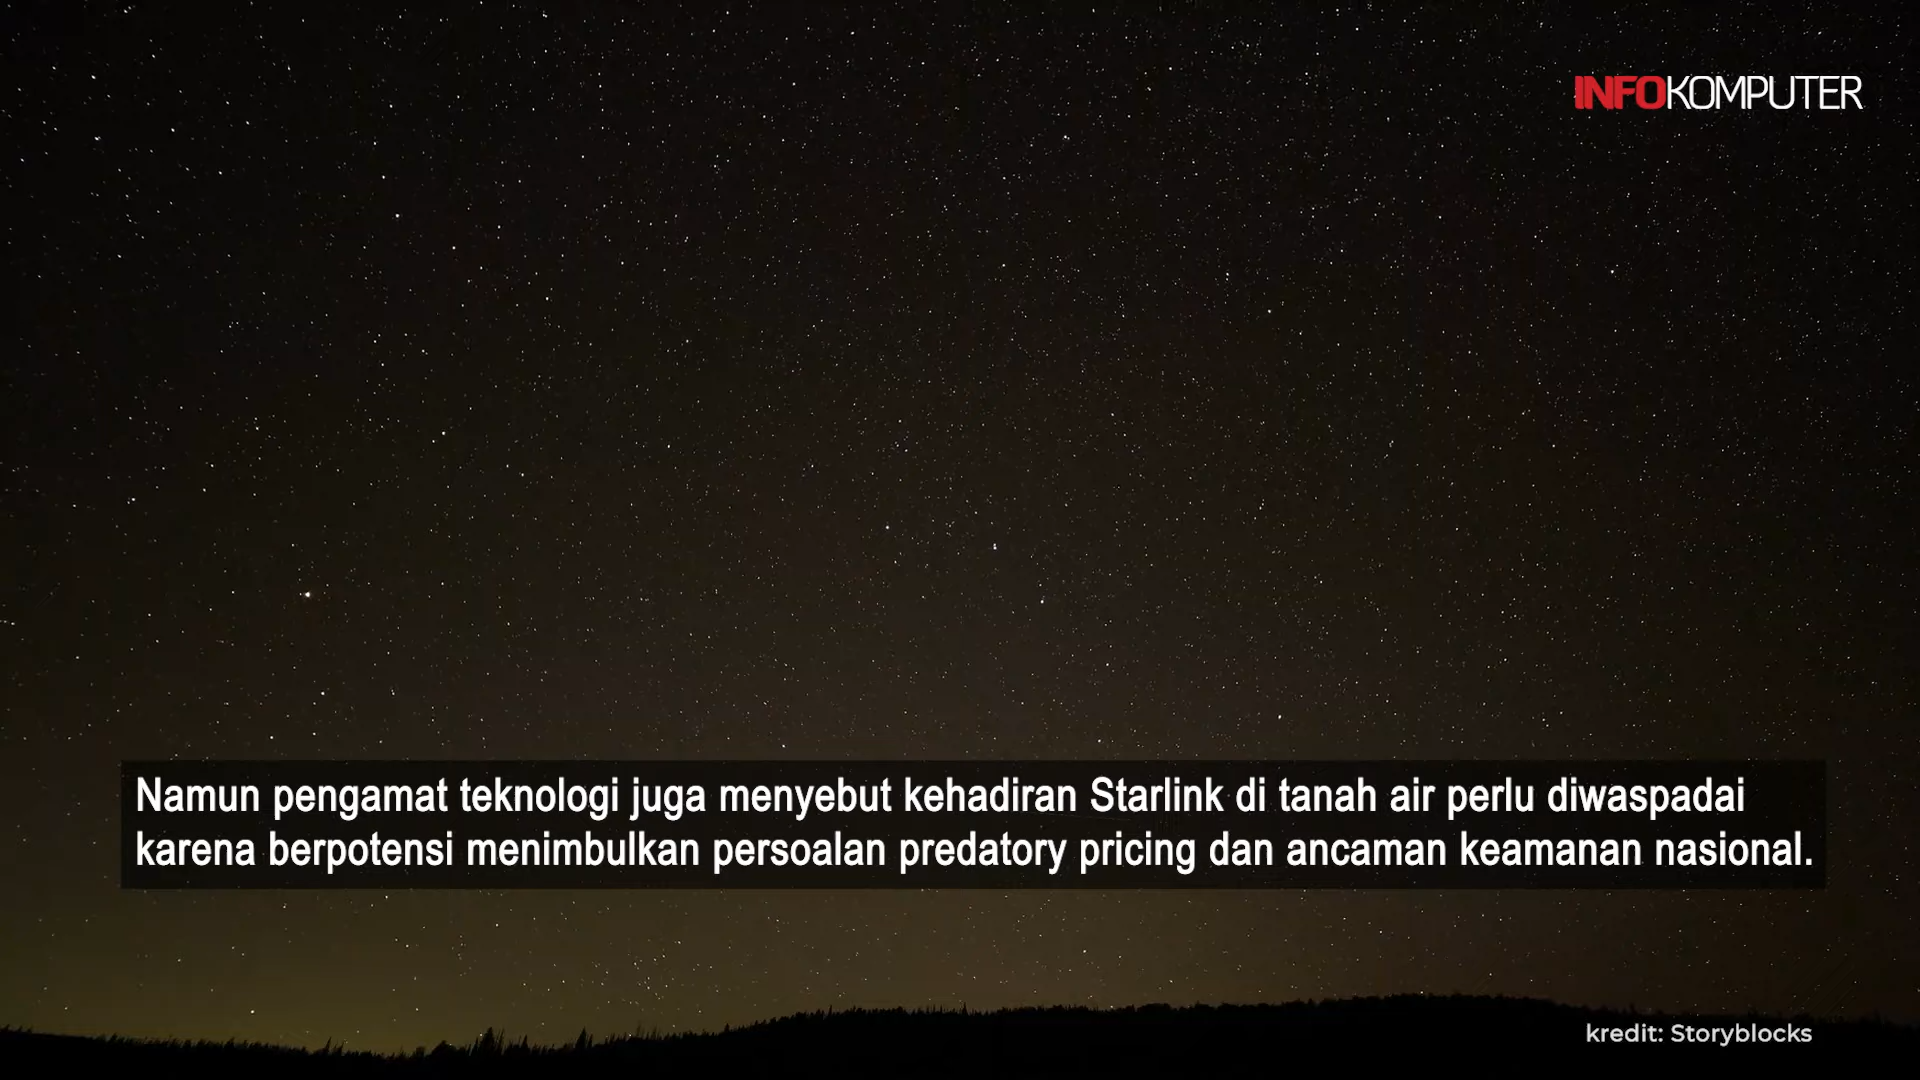 INFOKOMPUTER
Namun pengamat teknologi juga menyebut kehadiran Starlink di tanah air perlu diwaspadai
karena berpotensi menimbulkan persoalan predatory pricing dan ancaman keamanan nasional.
kredit: Storyblocks